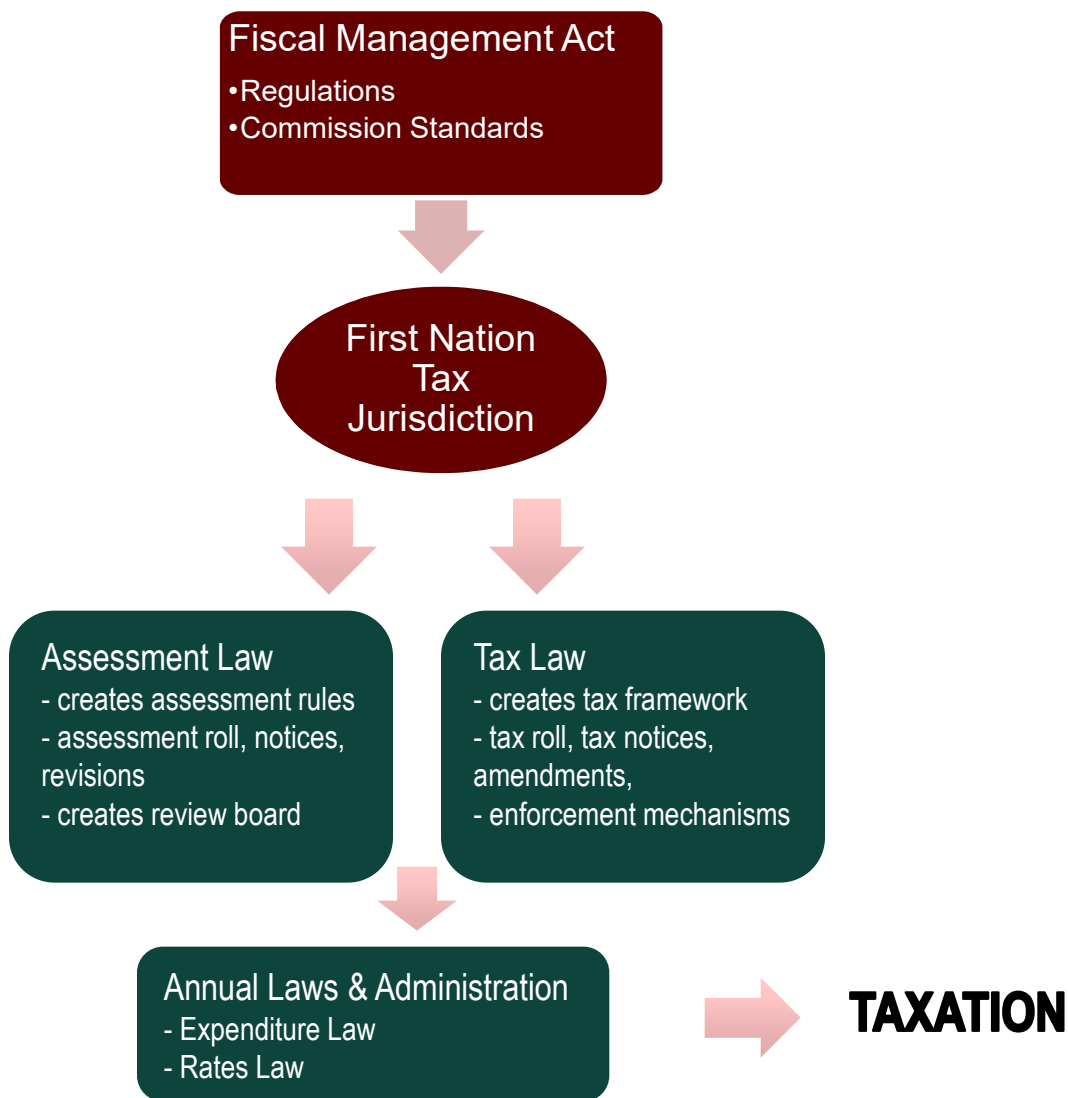 Fiscal Management Act
•Regulations
•Commission Standards
First Nation
Tax
Jurisdiction
Assessment Law
- creates assessment rules
- assessment roll, notices,
revisions
- creates review board
Tax Law
- creates tax framework
- tax roll, tax notices,
amendments,
- enforcement mechanisms
Annual Laws & Administration
- Expenditure Law
- Rates Law
TAXATION